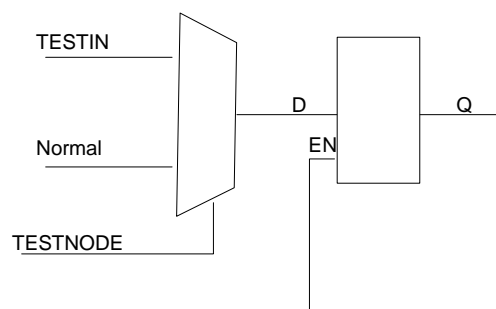 TESTIN
D
Q
EN
Normal
TESTNODE